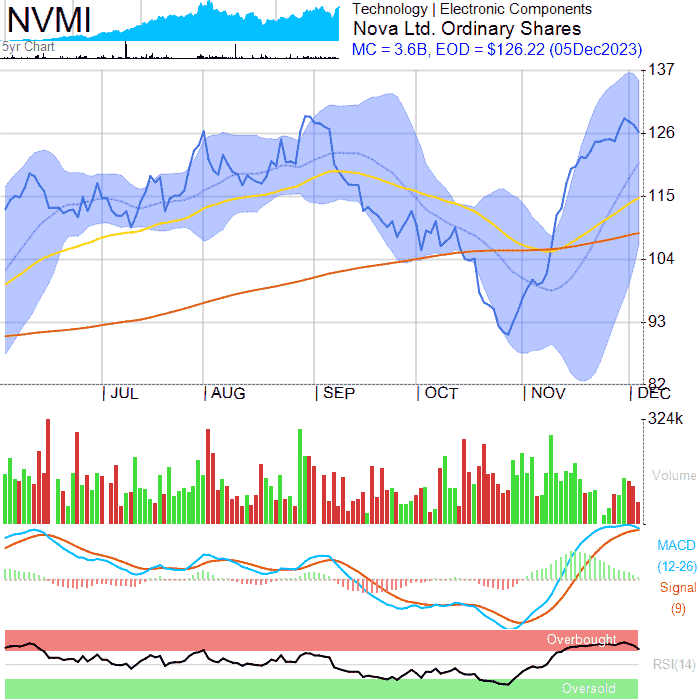 NVMI
5yr Chart
Technology | Electronic Components
Nova Ltd. Ordinary Shares
MC = 3.6B, EOD = $126.22 (05Dec2023)
137
126
115
104
93
82
JUL AUG SEP OCT NOV DEC
324k
Volume
MACD
(12-26)
Signal
(9)
Overbought
RSI(14)
Oversold